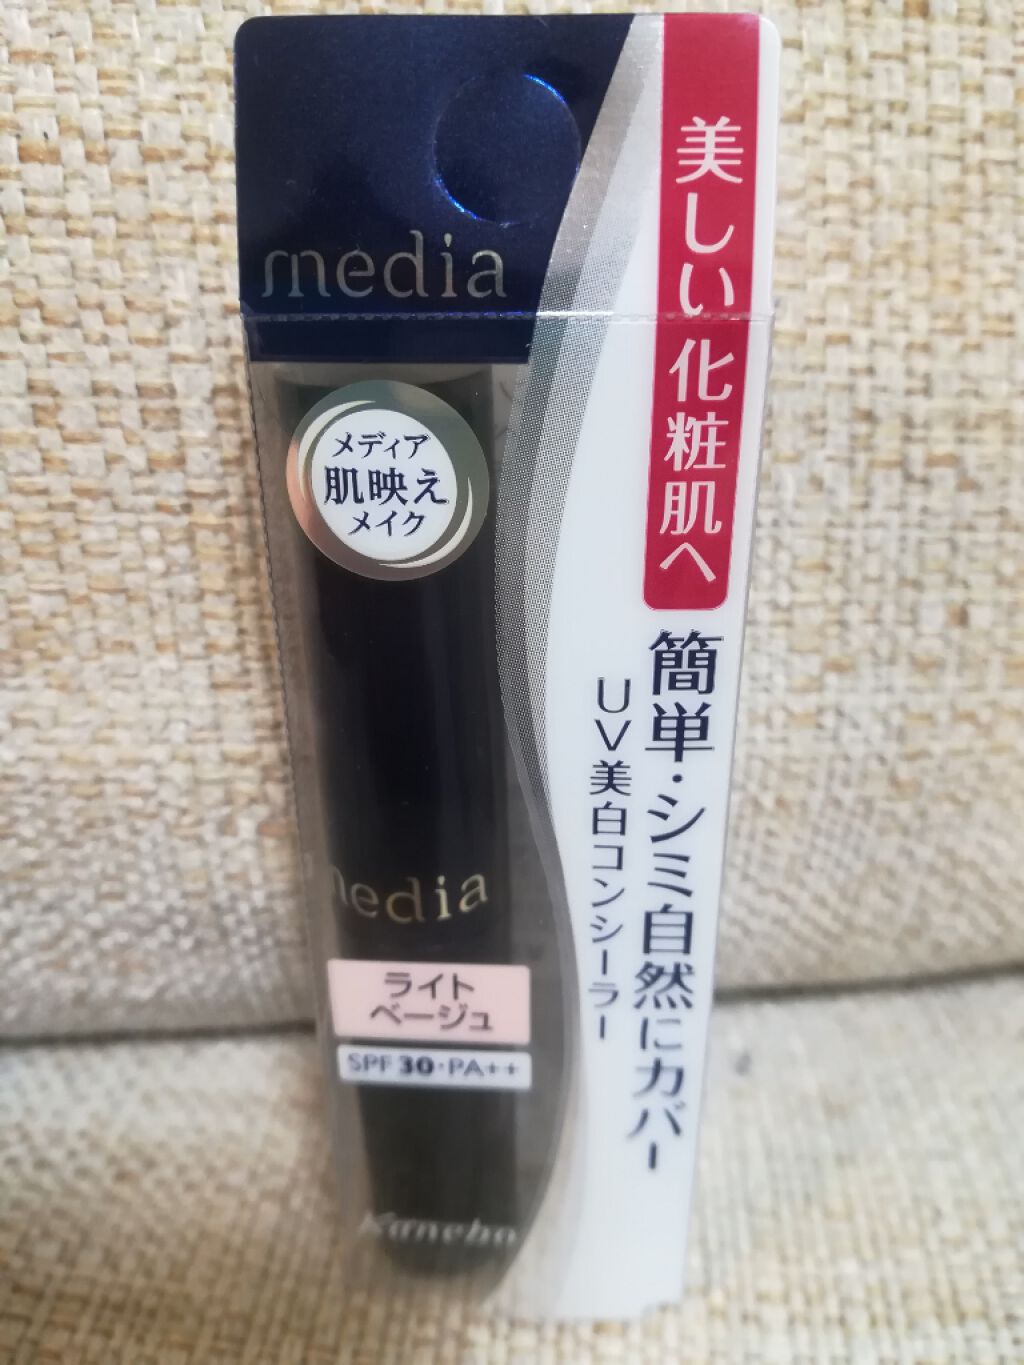 media
美しい化粧肌へ
メディア
肌映え
メイク
簡単・シミ自然にカバー
UV美白コンシーラー
media
ライト
ベージュ
SPF30・PA++
Kanebo